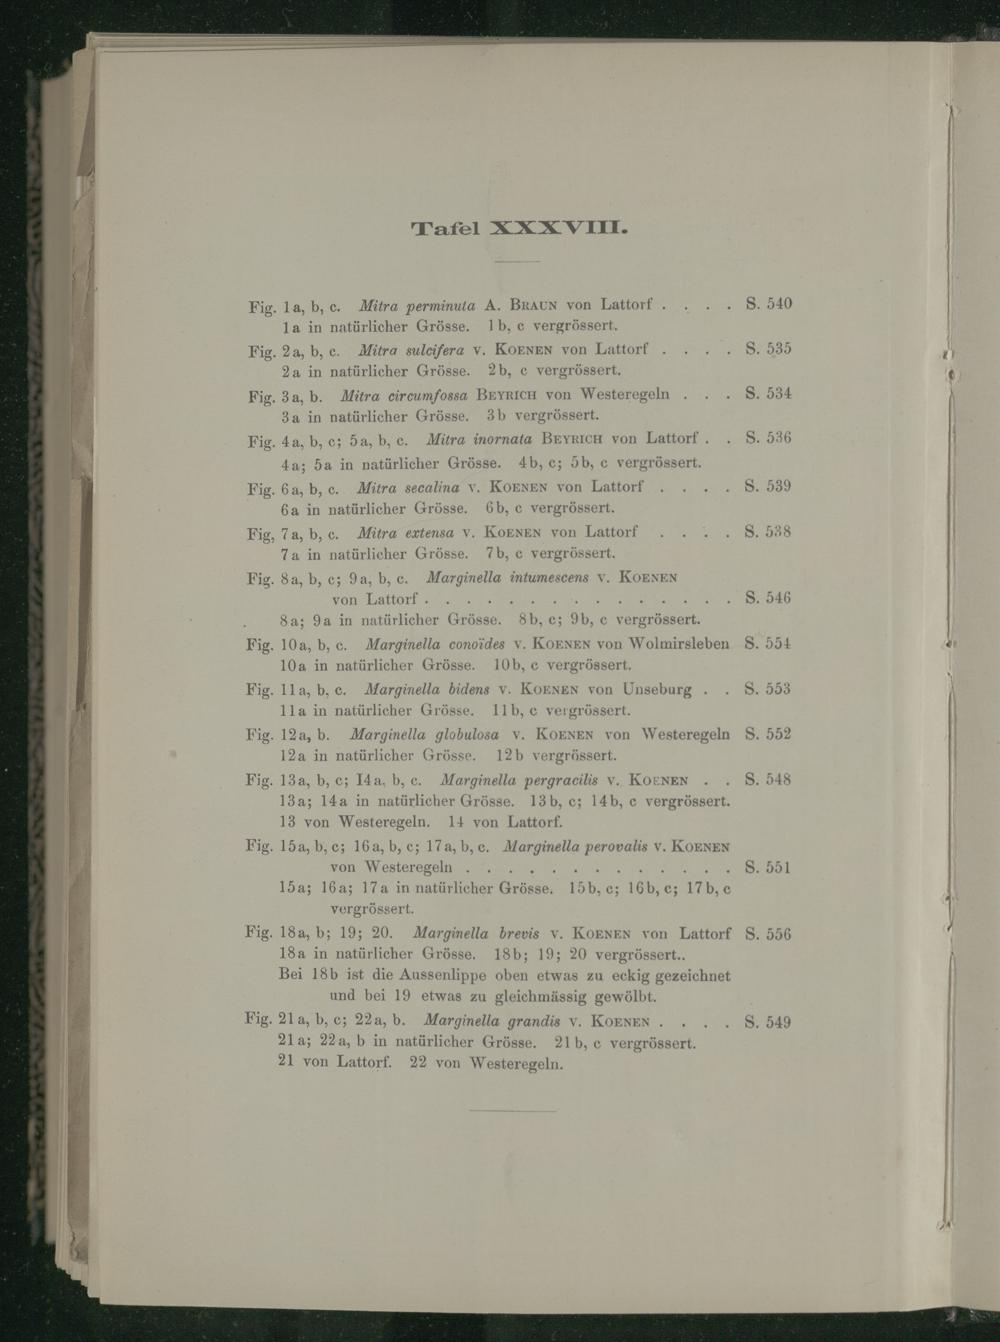 Tafel XXXVIII.
Fig. 1a, b, c. Mitra perminuta A. BRAUN von Lattorf . . . . S. 540
1a in natürlicher Grösse. 1b, c vergrössert.
Fig. 2a, b, c. Mitra sulcifera v. KOENEN von Lattorf . . . . S. 535
2a in natürlicher Grösse. 2b, c vergrössert.
Fig. 3a, b. Mitra circumfossa BEYRICH von Westeregeln . . . S. 534
3a in natürlicher Grösse. 3b vergrössert.
Fig. 4a, b, c; 5a, b, c. Mitra inornata BEYRICH von Lattorf . . S. 536
4a; 5a in natürlicher Grösse. 4b, c; 5b, c vergrössert.
Fig. 6a, b, c. Mitra secalina v. KOENEN von Lattorf . . . . S. 539
6a in natürlicher Grösse. 6b, c vergrössert.
Fig, 7a, b, c. Mitra extensa v. KOENEN von Lattorf . . . . S. 538
7a in natürlicher Grösse. 7b, c vergrössert.
Fig. 8a, b, c; 9a, b, c. Marginella intumescens v. KOENEN
von Lattorf . . . . . . . . . . . . . . . S. 546
8a; 9a in natürlicher Grösse. 8b, c; 9b, c vergrössert.
Fig. 10a, b, c. Marginella conoïdes v. KOENEN von Wolmirsleben S. 554
10a in natürlicher Grösse. 10b, c vergrössert.
Fig. 11a, b, c. Marginella bidens v. KOENEN von Unseburg . . S. 553
11a in natürlicher Grösse. 11b, c vergrössert.
Fig. 12a, b. Marginella globulosa v. KOENEN von Westeregeln S. 552
12a in natürlicher Grösse. 12b vergrössert.
Fig. 13a, b, c; 14a, b, c. Marginella pergracilis v. KOENEN . . S. 548
13a; 14a in natürlicher Grösse. 13b, c; 14b, c vergrössert.
13 von Westeregeln. 14 von Lattorf.
Fig. 15a, b, c; 16a, b, c; 17a, b, c. Marginella perovalis v. KOENEN
von Westeregeln . . . . . . . . . . . . . S. 551
15a; 16a; 17a in natürlicher Grösse. 15b, c; 16b, c; 17b, c
vergrössert.
Fig. 18a, b; 19; 20. Marginella brevis v. KOENEN von Lattorf S. 556
18a in natürlicher Grösse. 18b; 19; 20 vergrössert..
Bei 18b ist die Aussenlippe oben etwas zu eckig gezeichnet
und bei 19 etwas zu gleichmässig gewölbt.
Fig. 21a, b, c; 22a, b. Marginella grandis v. KOENEN . . . . S. 549
21a; 22a, b in natürlicher Grösse. 21b, c vergrössert.
21 von Lattorf. 22 von Westeregeln.